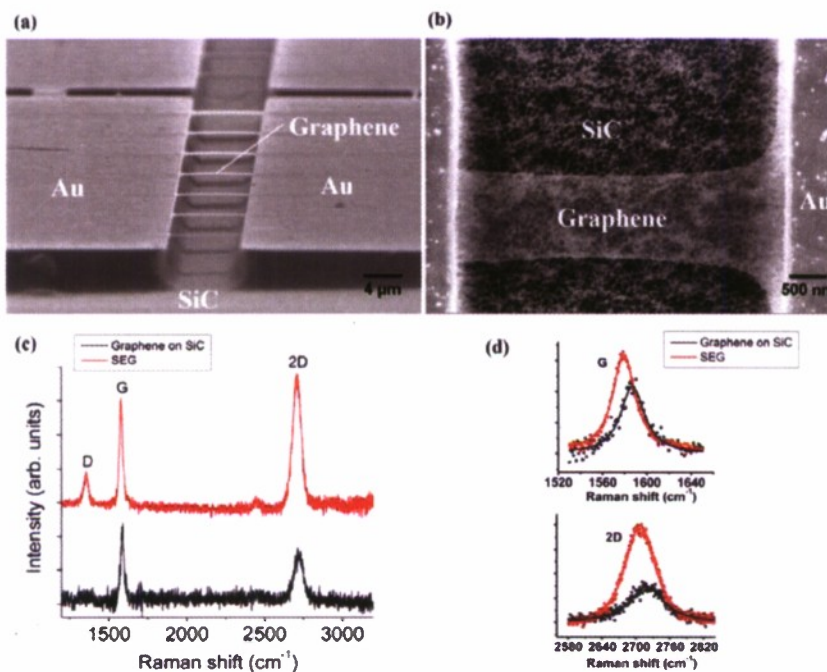 (a)
Graphene
Au
Au
SiC
4 µm
(b)
SiC
Graphene
Au
500 nm
(c)
Graphene on SiC
SEG
D
G
2D
Intensity (arb. units)
1500 2000 2500 3000
Raman shift (cm⁻¹)
(d)
Graphene on SiC
SEG
G
1520 1560 1600 1640
Raman shift (cm⁻¹)
2D
2580 2640 2700 2760 2820
Raman shift (cm⁻¹)